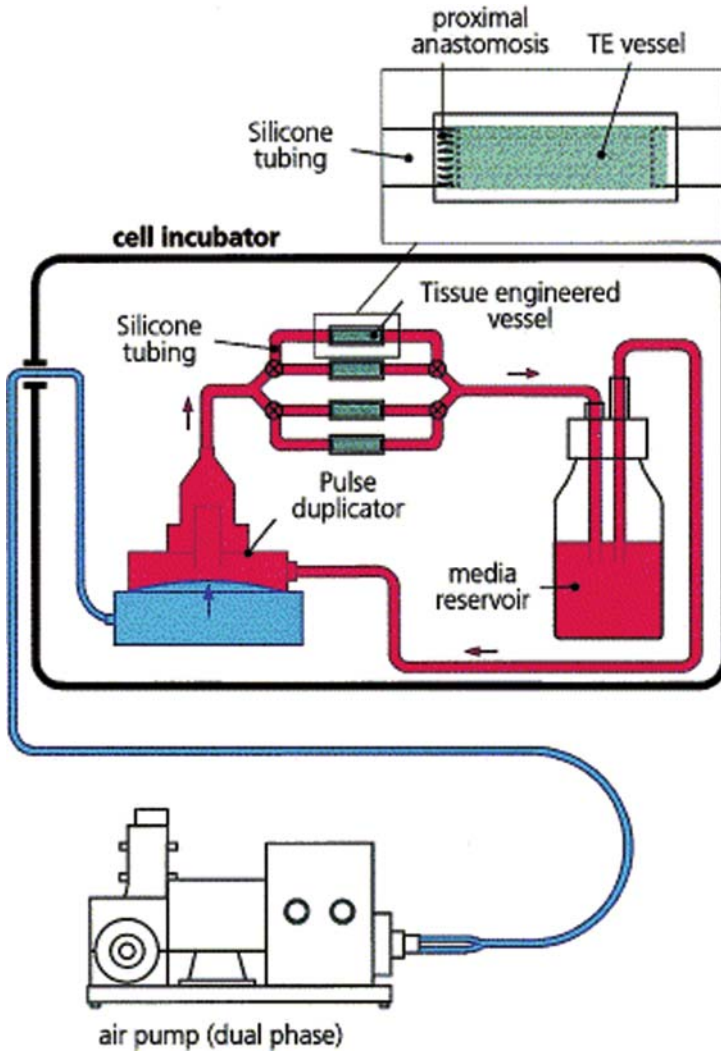 proximal
anastomosis
TE vessel
Silicone
tubing
cell incubator
Tissue engineered
vessel
Silicone
tubing
Pulse
duplicator
media
reservoir
air pump (dual phase)